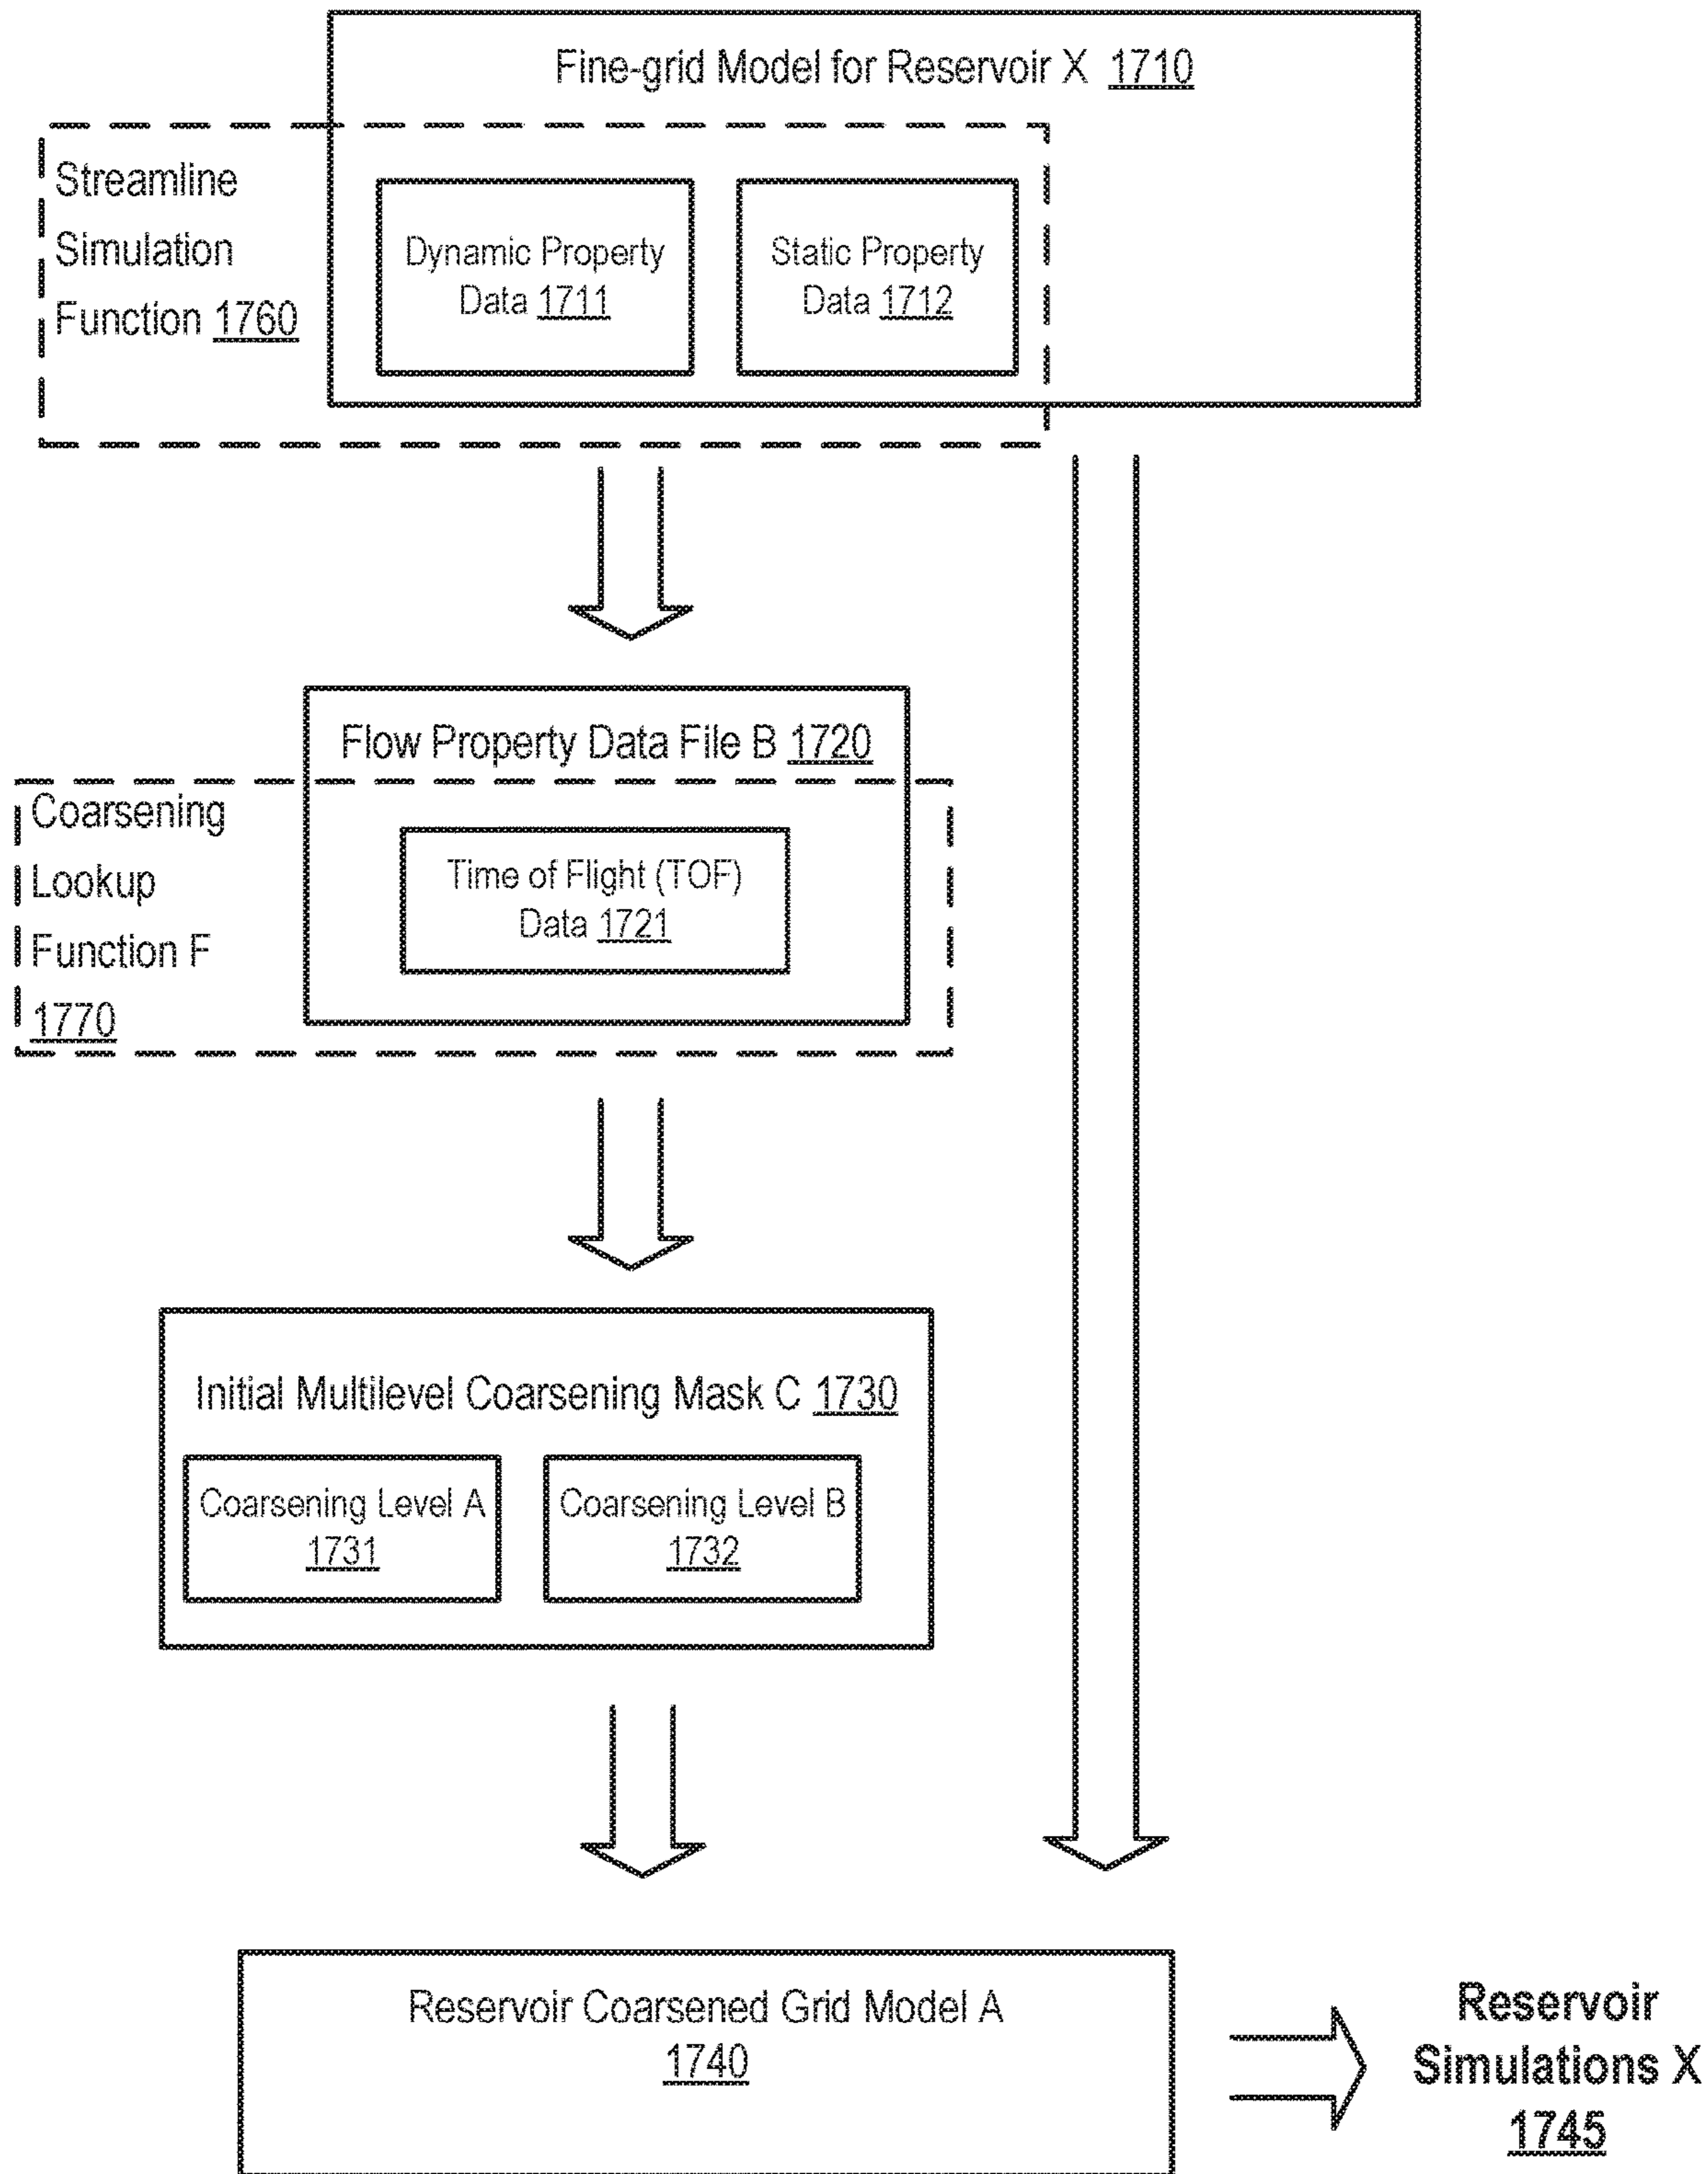 Fine-grid Model for Reservoir X 1710
Streamline
Simulation
Function 1760
Dynamic Property
Data 1711
Static Property
Data 1712
Flow Property Data File B 1720
Coarsening
Lookup
Function F
1770
Time of Flight (TOF)
Data 1721
Initial Multilevel Coarsening Mask C 1730
Coarsening Level A
1731
Coarsening Level B
1732
Reservoir Coarsened Grid Model A
1740
Reservoir
Simulations X
1745